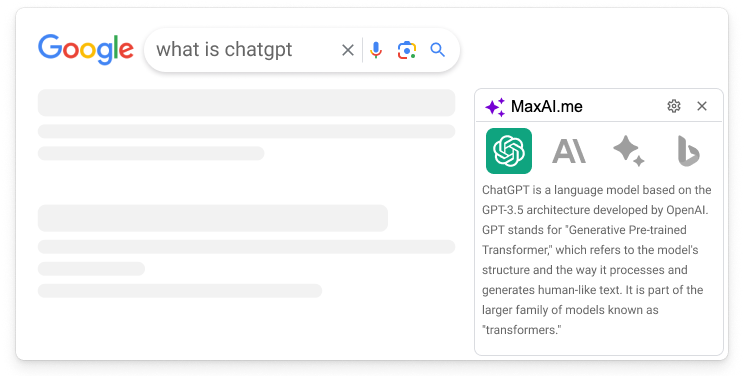 Google
what is chatgpt
MaxAI.me
AI
ChatGPT is a language model based on the
GPT-3.5 architecture developed by OpenAI.
GPT stands for "Generative Pre-trained
Transformer," which refers to the model's
structure and the way it processes and
generates human-like text. It is part of the
larger family of models known as
"transformers."